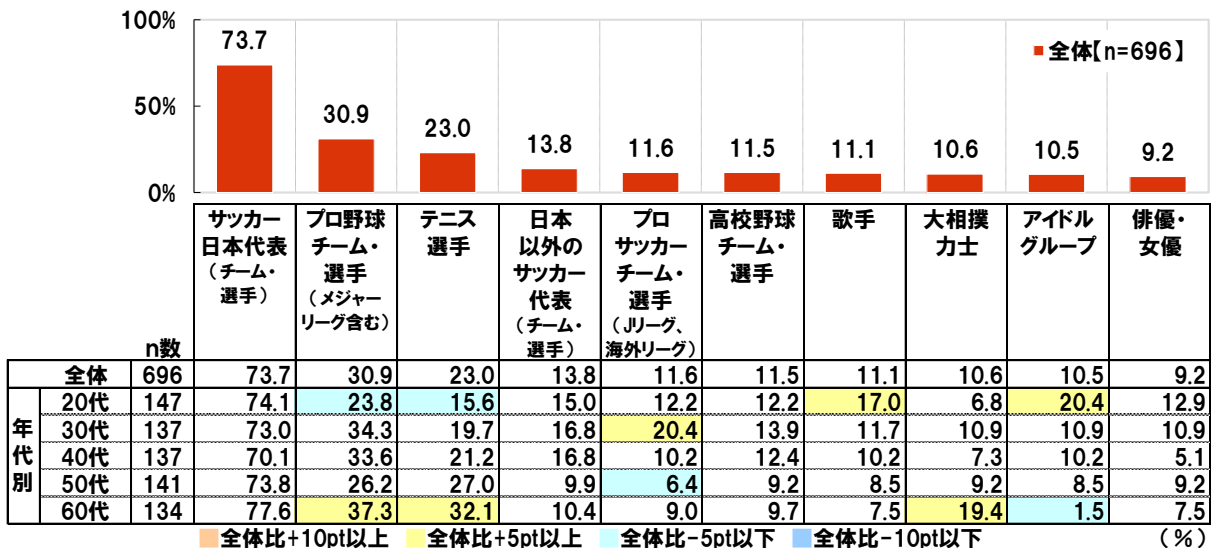 100%
50%
0%
73.7
30.9
23.0
13.8
11.6
11.5
11.1
10.6
10.5
9.2
全体【n=696】
n数
サッカー
日本代表
(チーム・
選手)
プロ野球
チーム・
選手
(メジャー
リーグ含む)
テニス
選手
日本
以外の
サッカー
代表
(チーム・
選手)
プロ
サッカー
チーム・
選手
(Jリーグ、
海外リーグ)
高校野球
チーム・
選手
歌手
大相撲
力士
アイドル
グループ
俳優・
女優
全体 696 73.7 30.9 23.0 13.8 11.6 11.5 11.1 10.6 10.5 9.2
年代別
20代 147 74.1 23.8 15.6 15.0 12.2 12.2 17.0 6.8 20.4 12.9
30代 137 73.0 34.3 19.7 16.8 20.4 13.9 11.7 10.9 10.9 10.9
40代 137 70.1 33.6 21.2 16.8 10.2 12.4 10.2 7.3 10.2 5.1
50代 141 73.8 26.2 27.0 9.9 6.4 9.2 8.5 9.2 8.5 9.2
60代 134 77.6 37.3 32.1 10.4 9.0 9.7 7.5 19.4 1.5 7.5
全体比+10pt以上 全体比+5pt以上 全体比-5pt以下 全体比-10pt以下 (%)